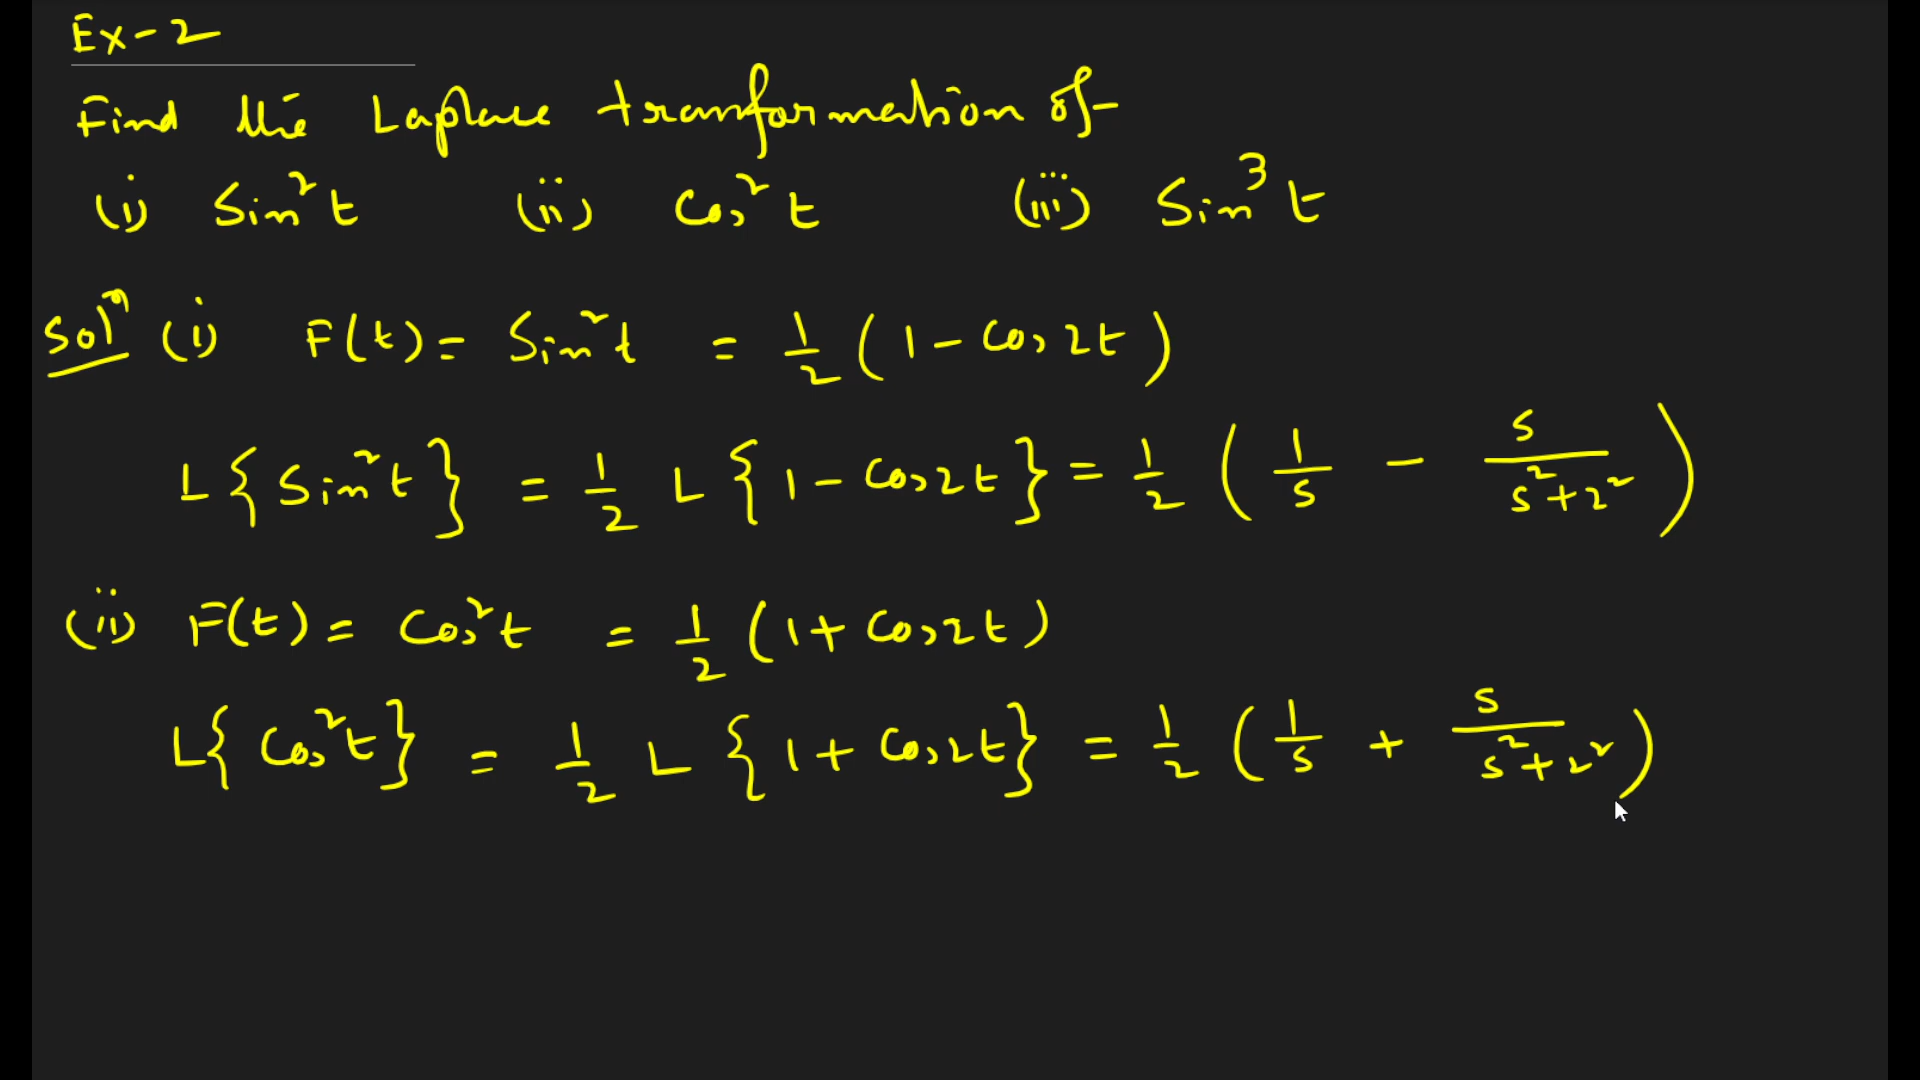 Ex-2
Find the Laplace tranformation of-
(i) Sin²t (ii) Cos²t (iii) Sin³t
Solⁿ (i) F(t) = Sin²t = 1/2 (1 - Cos2t)
L{Sin²t} = 1/2 L{1 - Cos2t} = 1/2 (1/s - s/(s²+2²))
(ii) F(t) = Cos²t = 1/2 (1 + Cos2t)
L{Cos²t} = 1/2 L{1 + Cos2t} = 1/2 (1/s + s/(s²+2²))